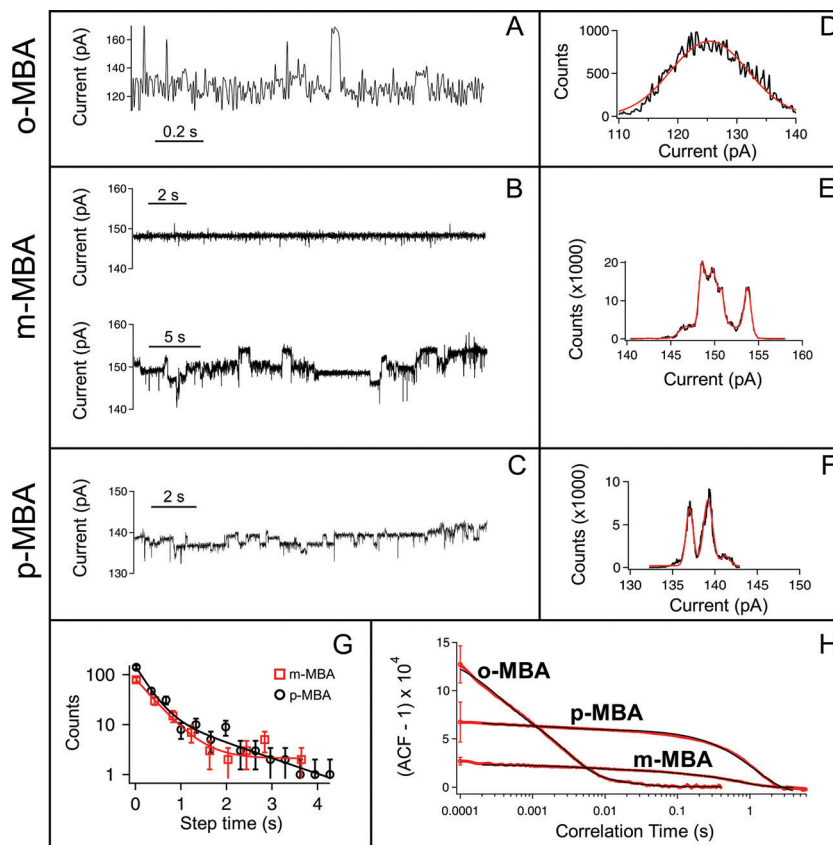 o-MBA
A
Current (pA)
160
140
120
0.2 s
D
Counts
1000
500
0
110 120 130 140
Current (pA)
m-MBA
B
Current (pA)
160
150
140
2 s
Current (pA)
160
150
140
5 s
E
Counts (x1000)
20
10
0
140 145 150 155 160
Current (pA)
p-MBA
C
Current (pA)
150
140
130
2 s
F
Counts (x1000)
10
5
0
130 135 140 145 150
Current (pA)
G
Counts
100
10
1
m-MBA
p-MBA
0 1 2 3 4
Step time (s)
H
(ACF - 1) x 10⁴
15
10
5
0
o-MBA
p-MBA
m-MBA
0.0001 0.001 0.01 0.1 1
Correlation Time (s)